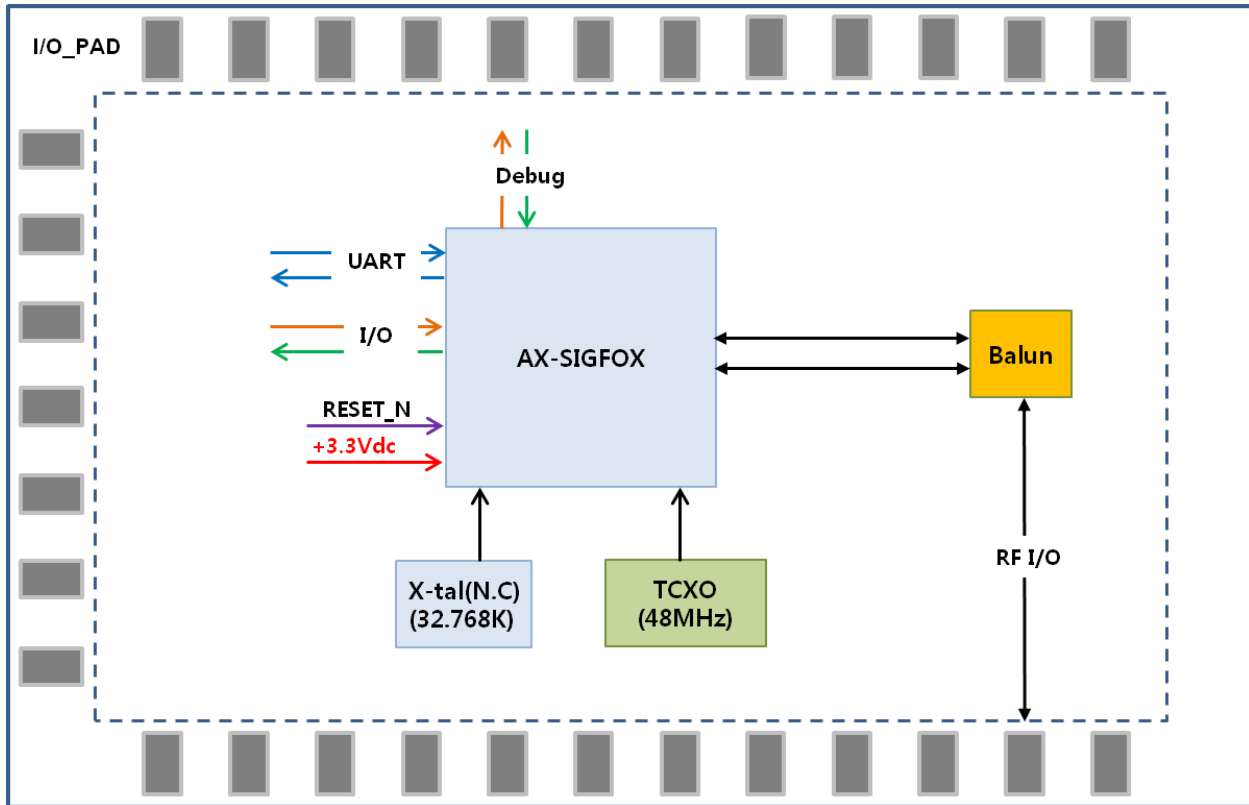 I/O_PAD
Debug
UART
I/O
AX-SIGFOX
Balun
RESET_N
+3.3Vdc
RF I/O
X-tal(N.C)
(32.768K)
TCXO
(48MHz)